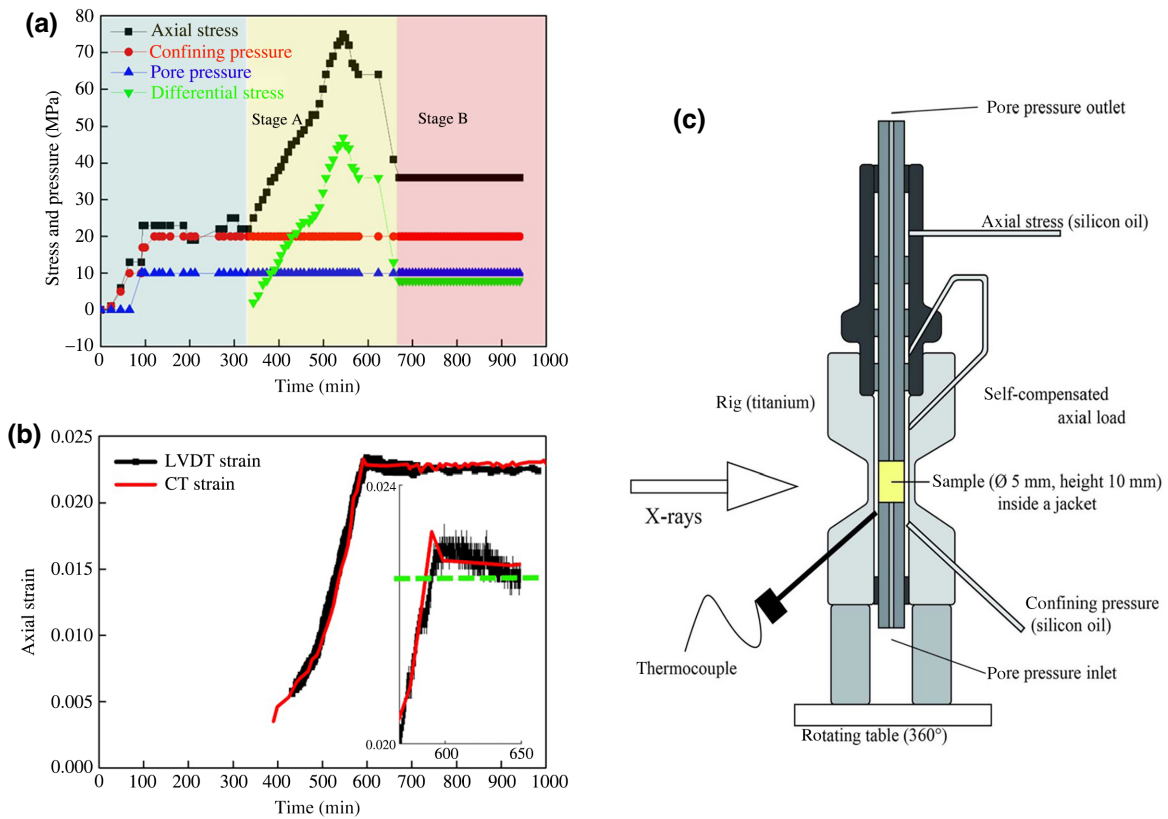 (a)
80
70
60
50
40
30
20
10
0
–10
Stress and pressure (MPa)
Axial stress
Confining pressure
Pore pressure
Differential stress
Stage A
Stage B
0 100 200 300 400 500 600 700 800 900 1000
Time (min)
(b)
0.025
0.020
0.015
0.010
0.005
0.000
Axial strain
LVDT strain
CT strain
0.024
0.020
600 650
0 100 200 300 400 500 600 700 800 900 1000
Time (min)
(c)
Pore pressure outlet
Axial stress (silicon oil)
Rig (titanium)
Self-compensated
axial load
Sample (Ø 5 mm, height 10 mm)
inside a jacket
X-rays
Confining pressure
(silicon oil)
Thermocouple
Pore pressure inlet
Rotating table (360°)